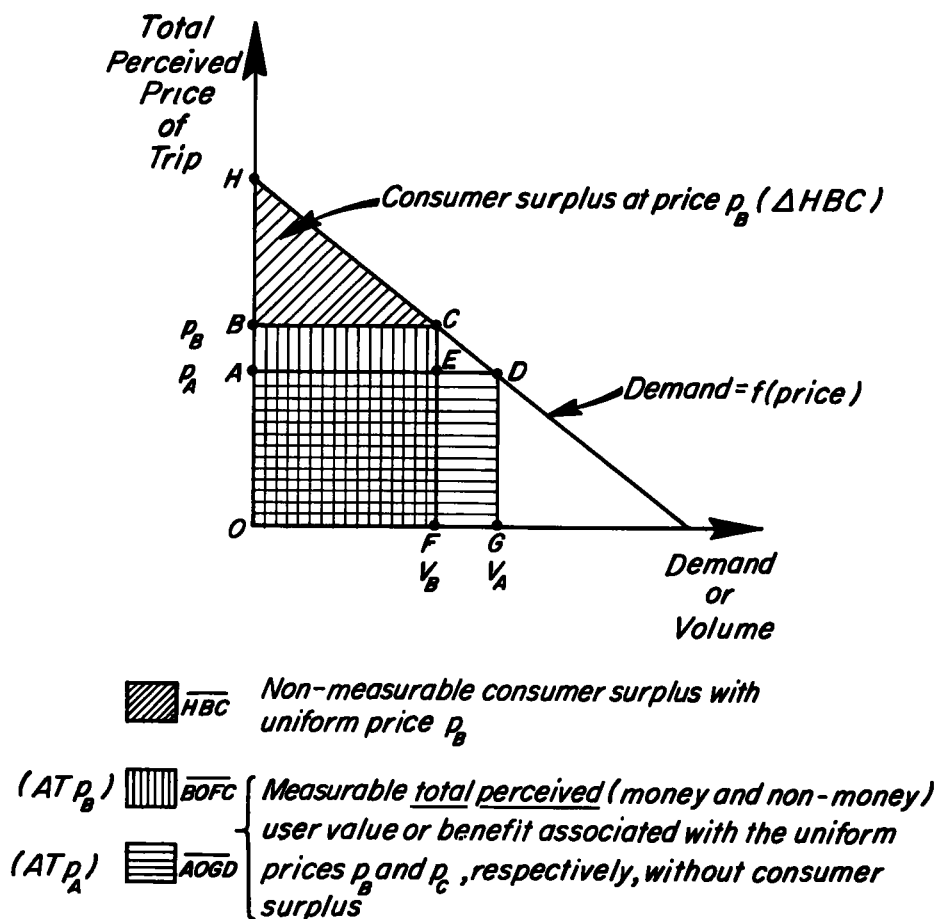 Total
Perceived
Price
of
Trip
H
Consumer surplus at price p_B (ΔHBC)
p_B B C
p_A A E D
Demand = f(price)
O
F G
V_B V_A
Demand
or
Volume
HBC Non-measurable consumer surplus with
uniform price p_B
(AT p_B) BOFC Measurable total perceived (money and non-money)
user value or benefit associated with the uniform
(AT p_A) AOGD prices p_B and p_C, respectively, without consumer
surplus